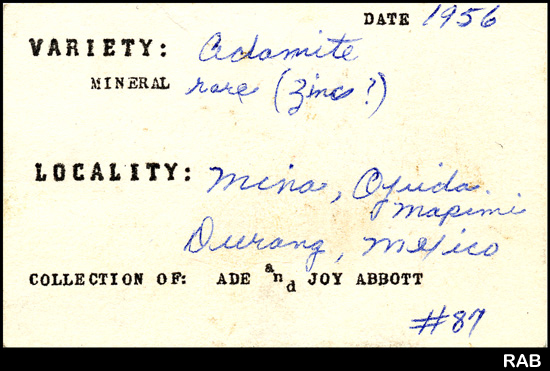 DATE 1956
VARIETY: Adamite
MINERAL rare (Zinc?)
LOCALITY: Mina, Ojuida.
Mapimi
Durang, Mexico
COLLECTION OF: ADE and JOY ABBOTT
#87
RAB